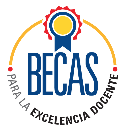 BECAS
• PARA LA EXCELENCIA DOCENTE •